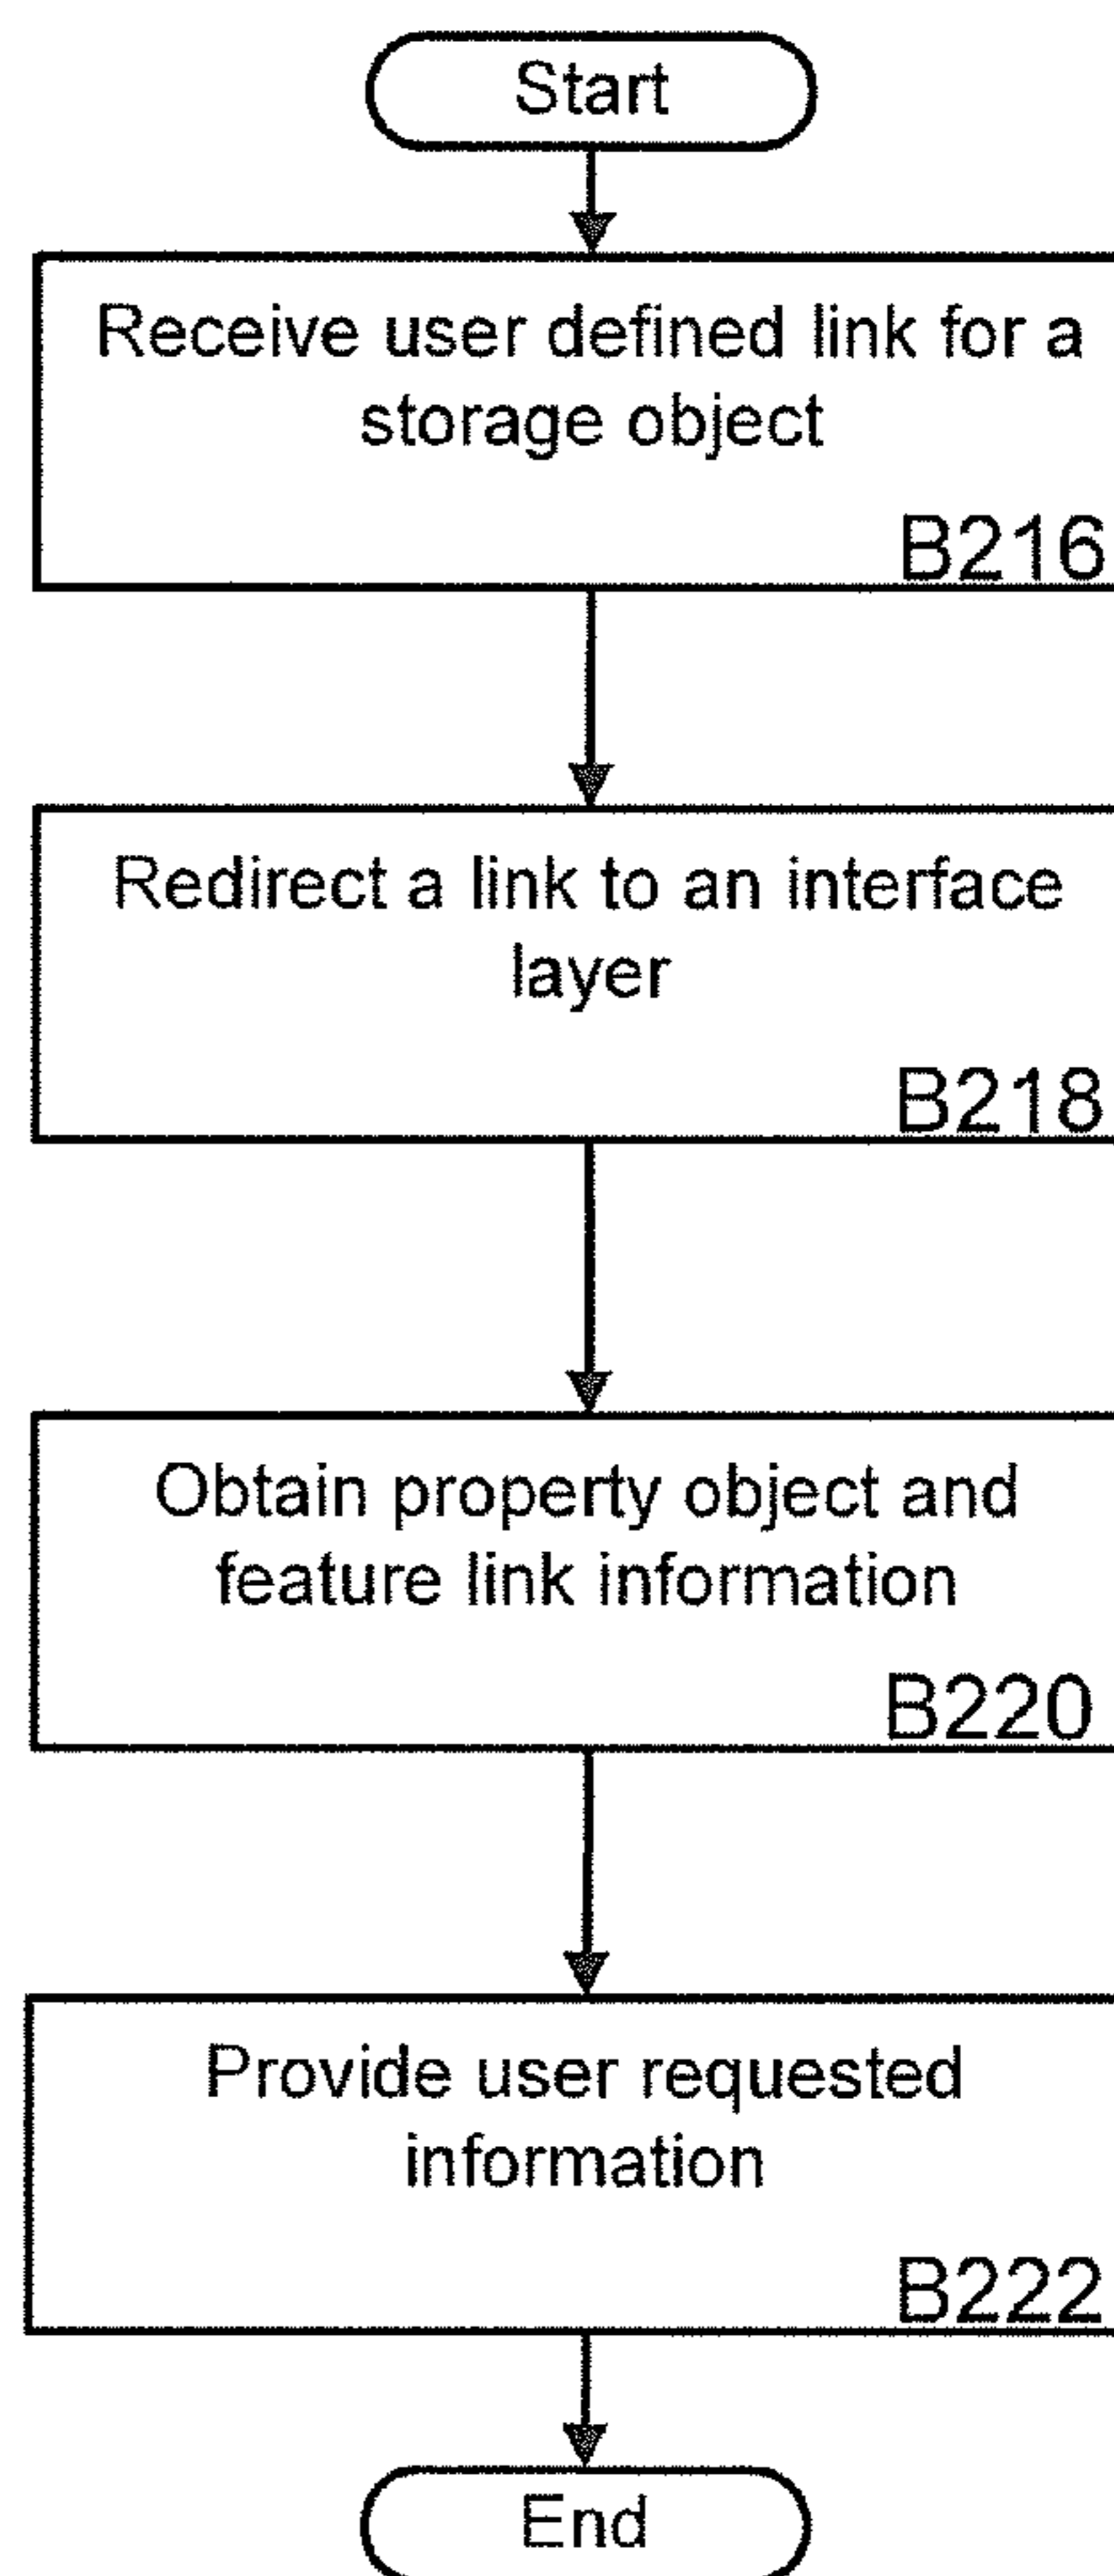 Start
Receive user defined link for a
storage object
B216
Redirect a link to an interface
layer
B218
Obtain property object and
feature link information
B220
Provide user requested
information
B222
End